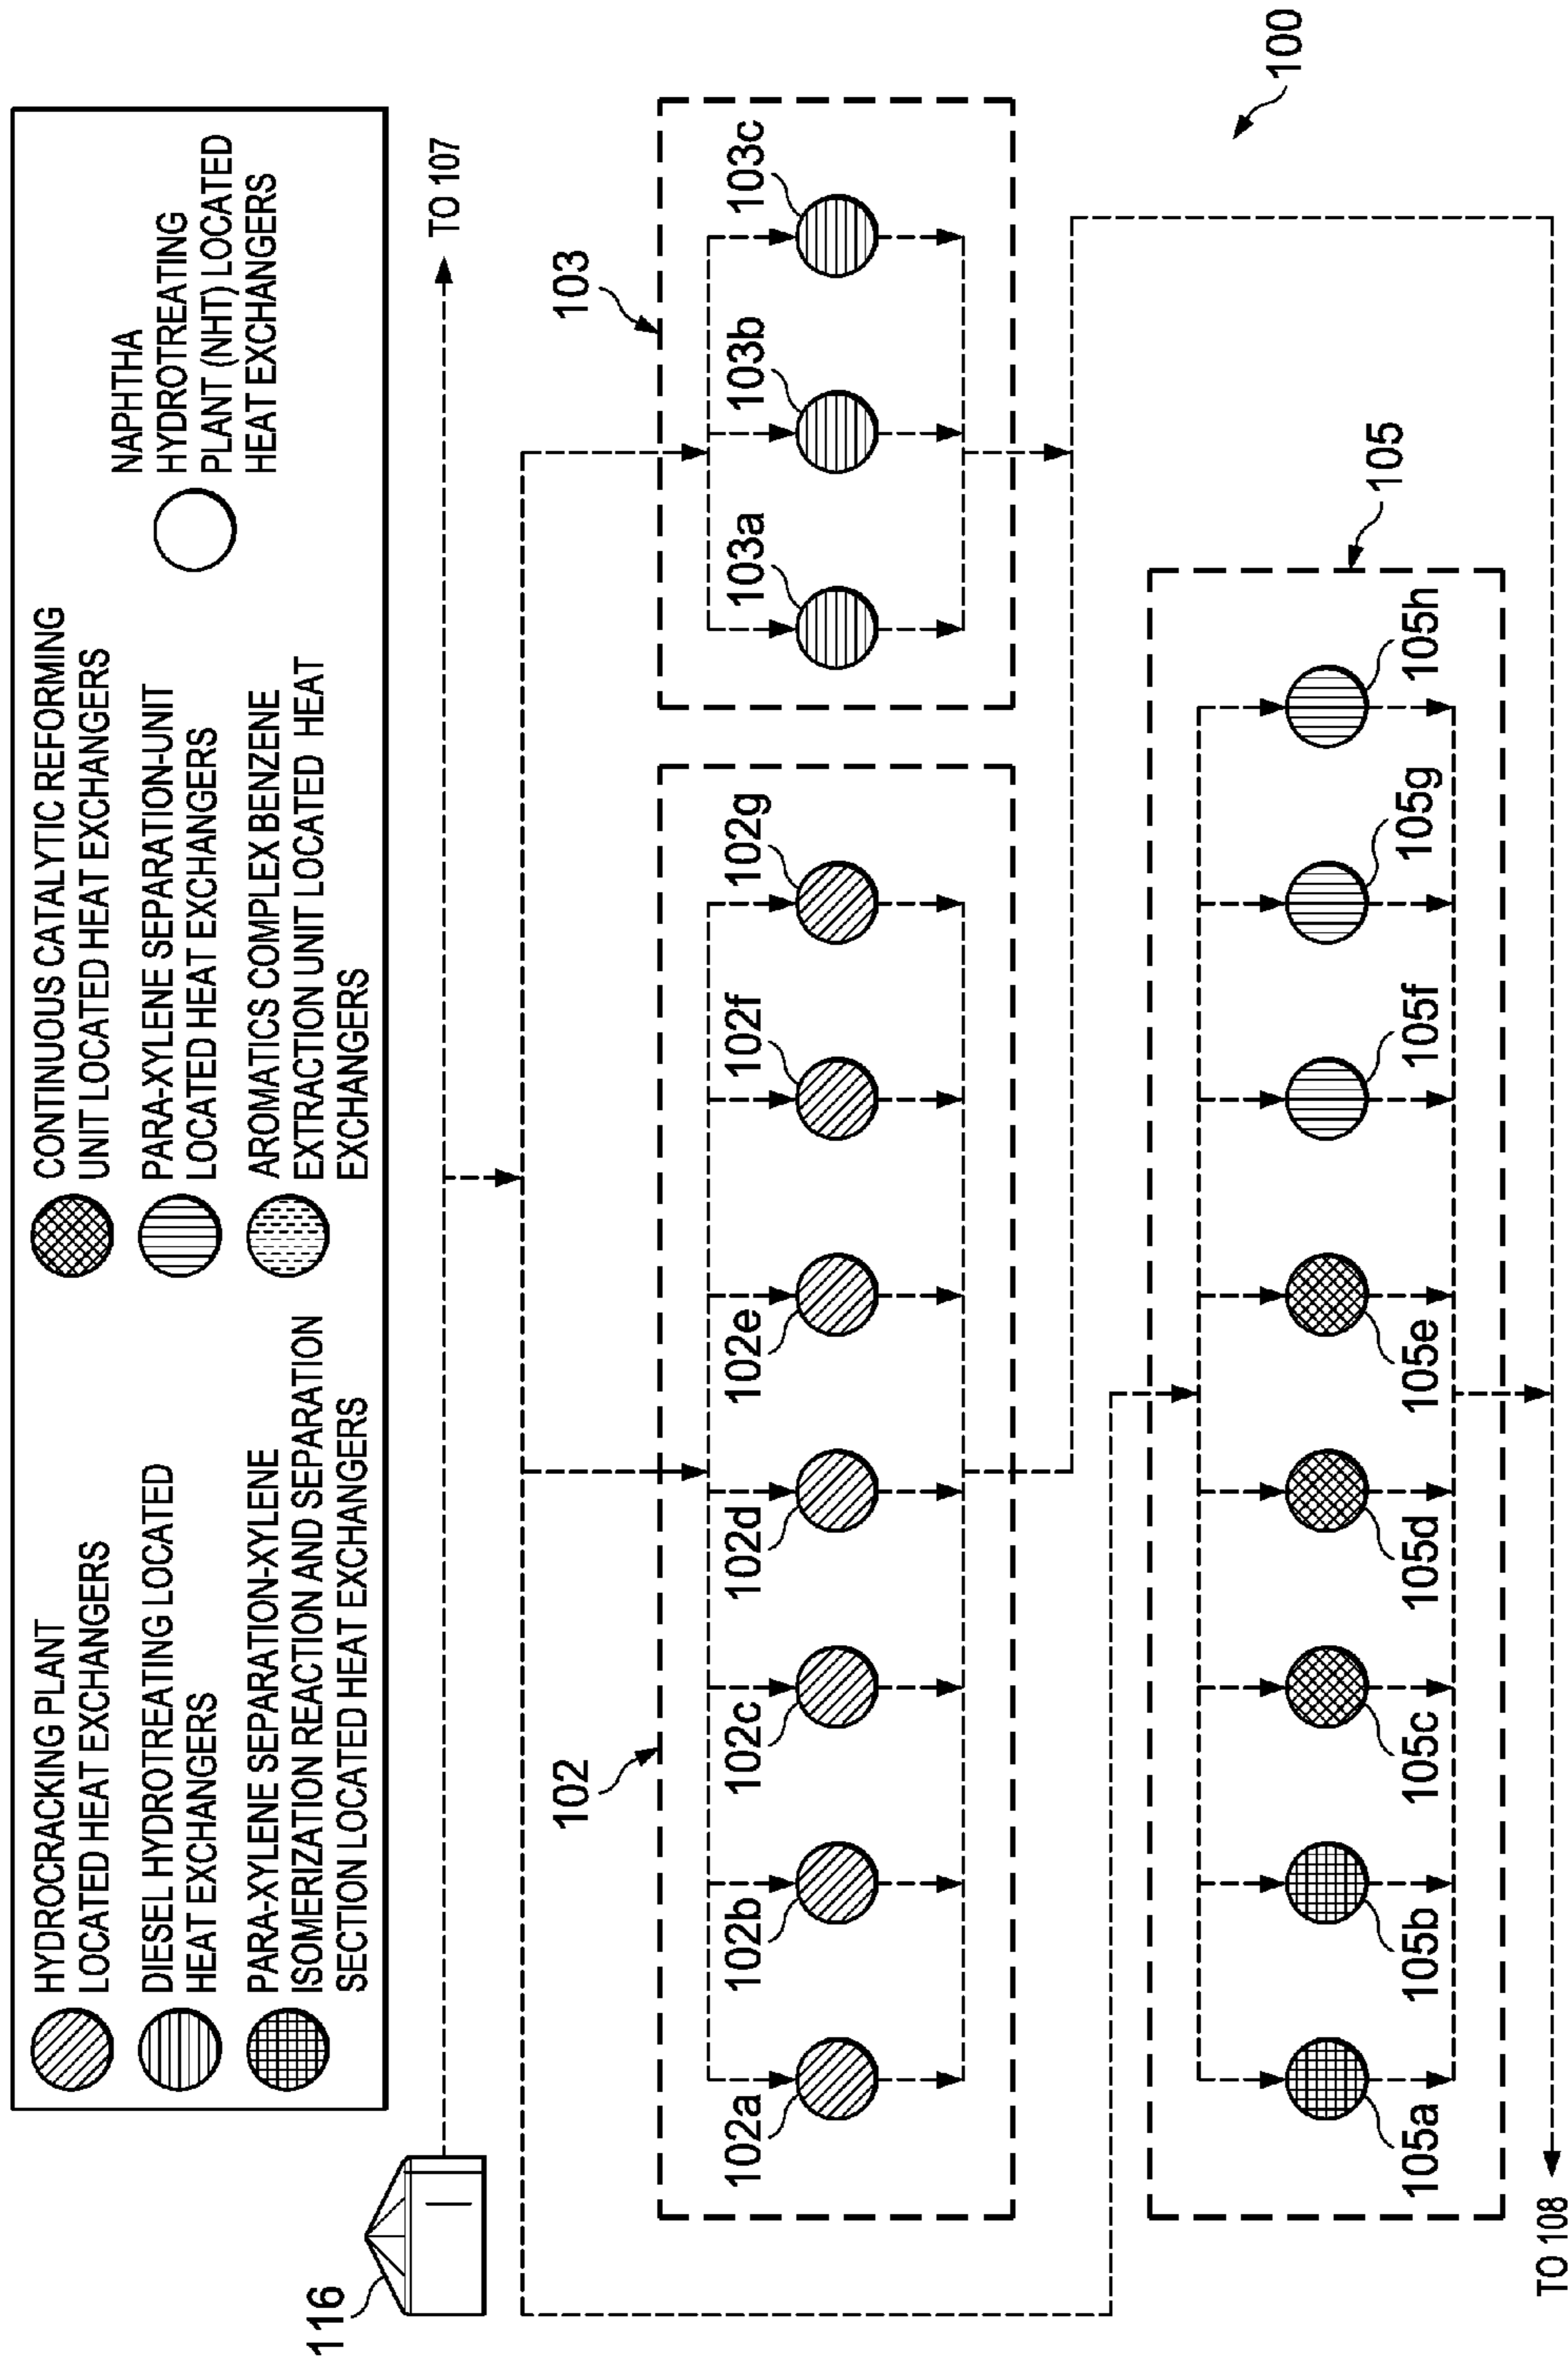 HYDROCRACKING PLANT
LOCATED HEAT EXCHANGERS
DIESEL HYDROTREATING LOCATED
HEAT EXCHANGERS
PARA-XYLENE SEPARATION-XYLENE
ISOMERIZATION REACTION AND SEPARATION
SECTION LOCATED HEAT EXCHANGERS
CONTINUOUS CATALYTIC REFORMING
UNIT LOCATED HEAT EXCHANGERS
PARA-XYLENE SEPARATION-UNIT
LOCATED HEAT EXCHANGERS
AROMATICS COMPLEX BENZENE
EXTRACTION UNIT LOCATED HEAT
EXCHANGERS
NAPHTHA
HYDROTREATING
PLANT (NHT) LOCATED
HEAT EXCHANGERS
116
TO 107
102
103
102a
102b
102c
102d
102e
102f
102g
103a
103b
103c
100
105
105a
105b
105c
105d
105e
105f
105g
105h
TO 108